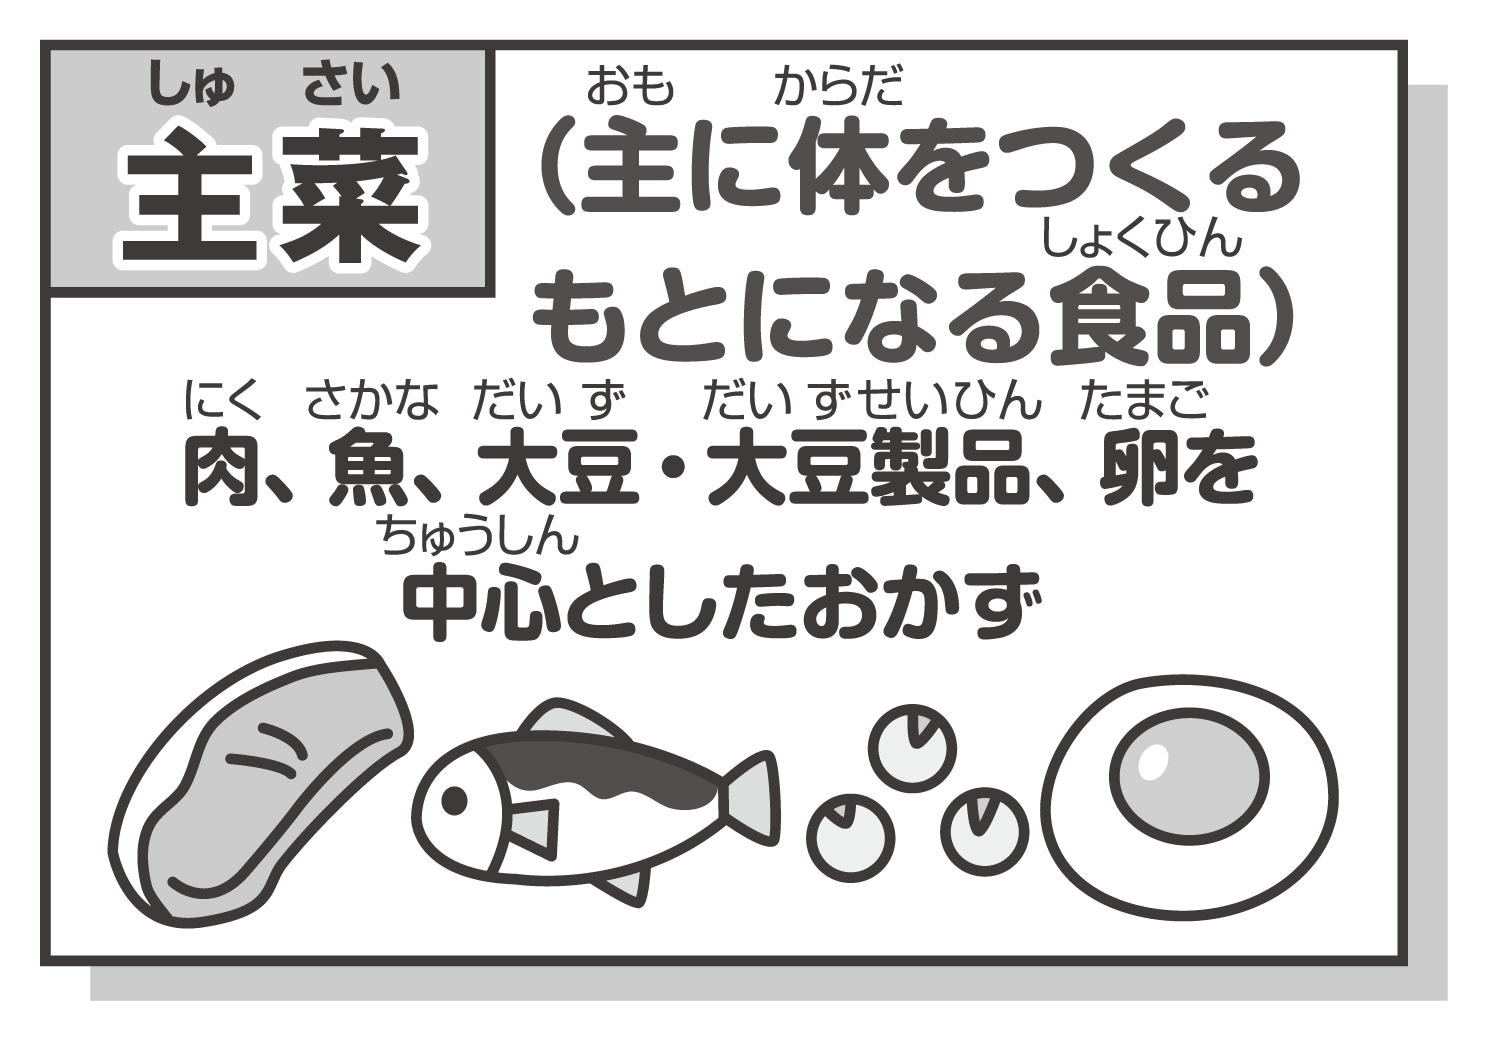 しゅ さい
主菜
おも からだ
（主に体をつくる
しょくひん
もとになる食品）
にく さかな だい ず だい ずせいひん たまご
肉、魚、大豆・大豆製品、卵を
ちゅうしん
中心としたおかず